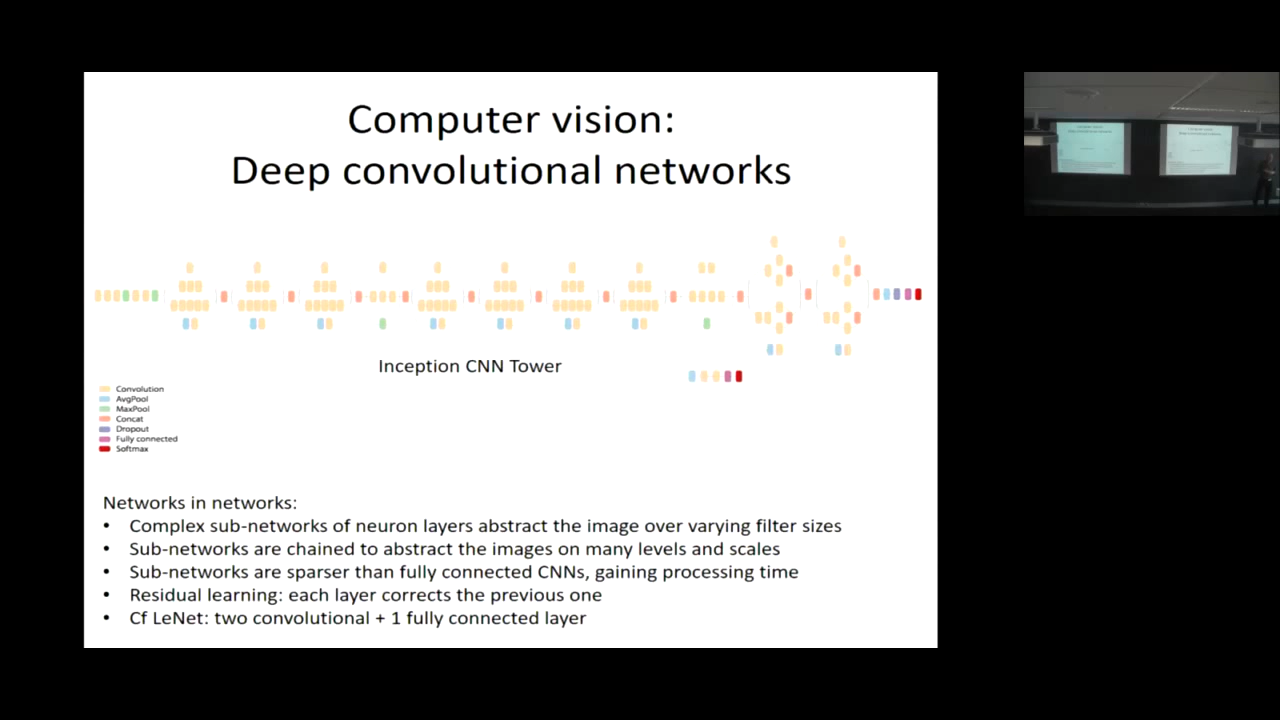 Computer vision:
Deep convolutional networks
Inception CNN Tower
Convolution
AvgPool
MaxPool
Concat
Dropout
Fully connected
Softmax
Networks in networks:
• Complex sub-networks of neuron layers abstract the image over varying filter sizes
• Sub-networks are chained to abstract the images on many levels and scales
• Sub-networks are sparser than fully connected CNNs, gaining processing time
• Residual learning: each layer corrects the previous one
• Cf LeNet: two convolutional + 1 fully connected layer